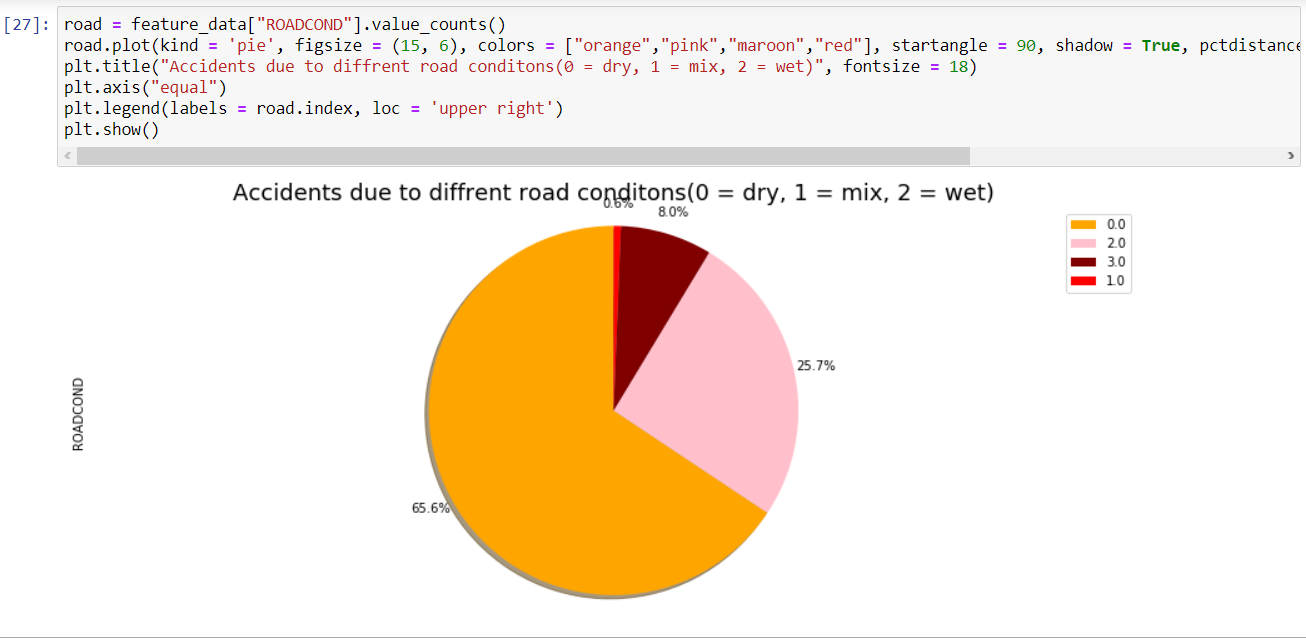 [27]: road = feature_data["ROADCOND"].value_counts()
road.plot(kind = 'pie', figsize = (15, 6), colors = ["orange","pink","maroon","red"], startangle = 90, shadow = True, pctdistance
plt.title("Accidents due to diffrent road conditons(0 = dry, 1 = mix, 2 = wet)", fontsize = 18)
plt.axis("equal")
plt.legend(labels = road.index, loc = 'upper right')
plt.show()
Accidents due to diffrent road conditons(0 = dry, 1 = mix, 2 = wet)
0.6%
8.0%
0.0
2.0
3.0
1.0
25.7%
ROADCOND
65.6%